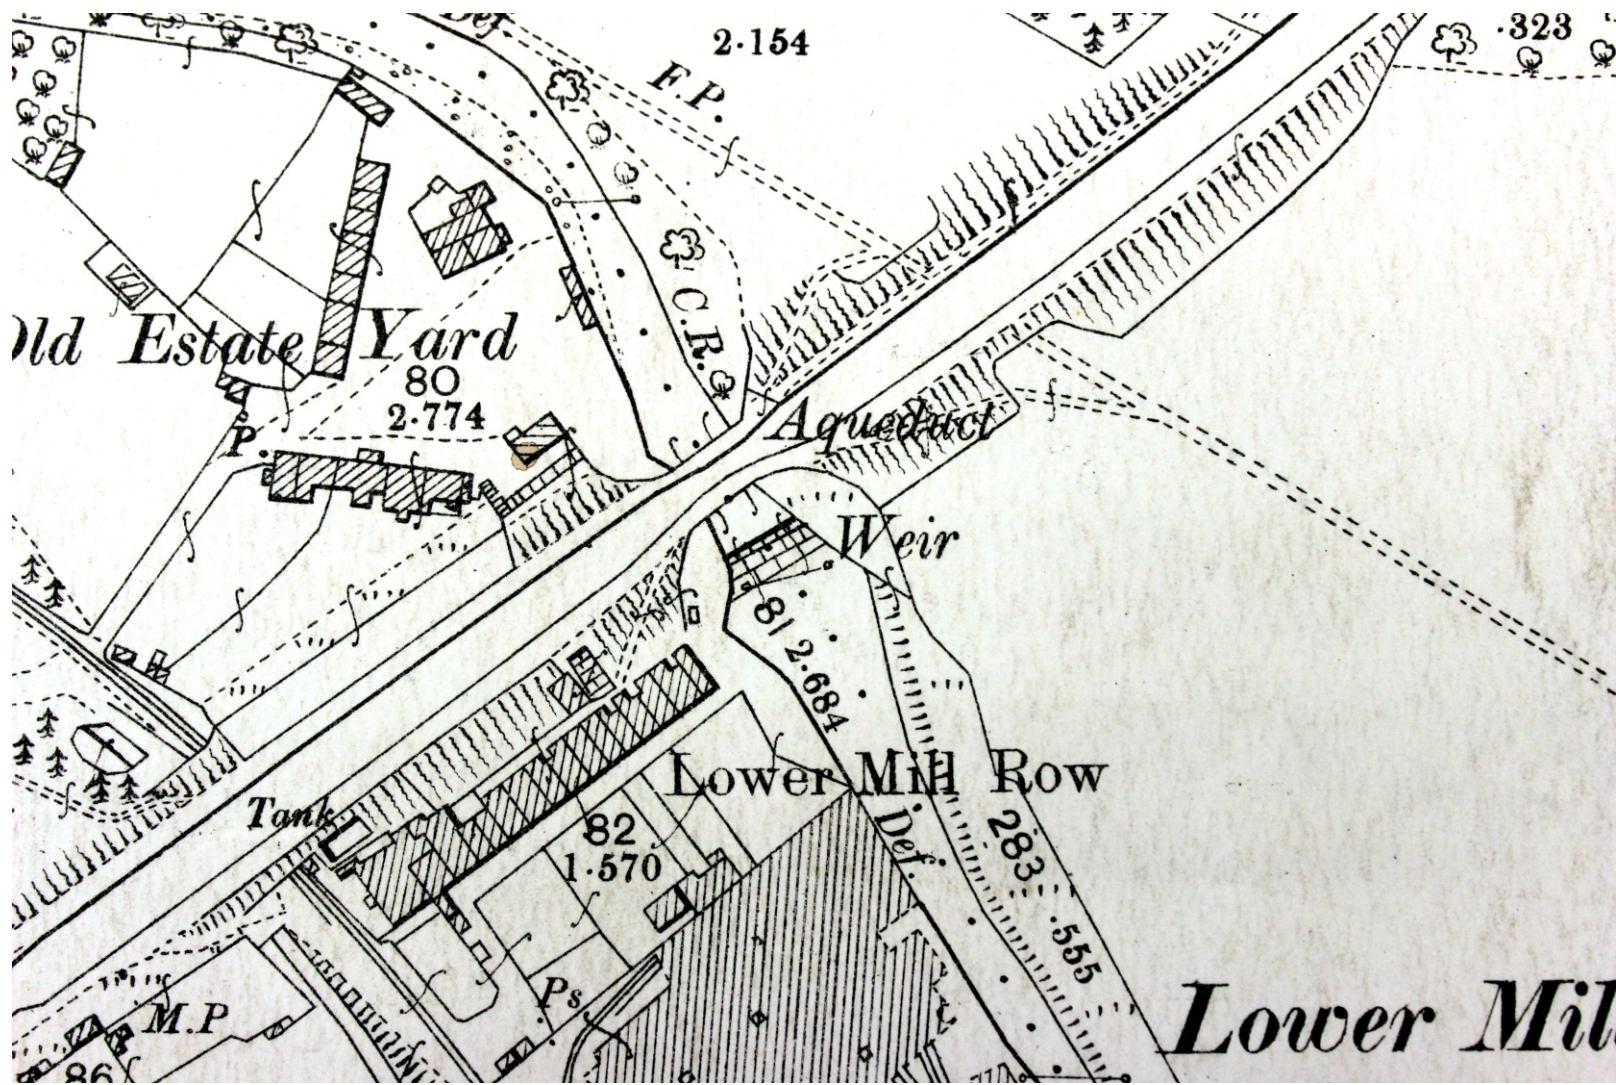 Def
2·154
·323
F.P.
C.R.
Old Estate Yard
80
2.774
P.
Aqueduct
Weir
81
2.684
Lower Mill Row
Tank
82
1.570
Def.
283
·555
Ps
M.P
Lower Mil
86